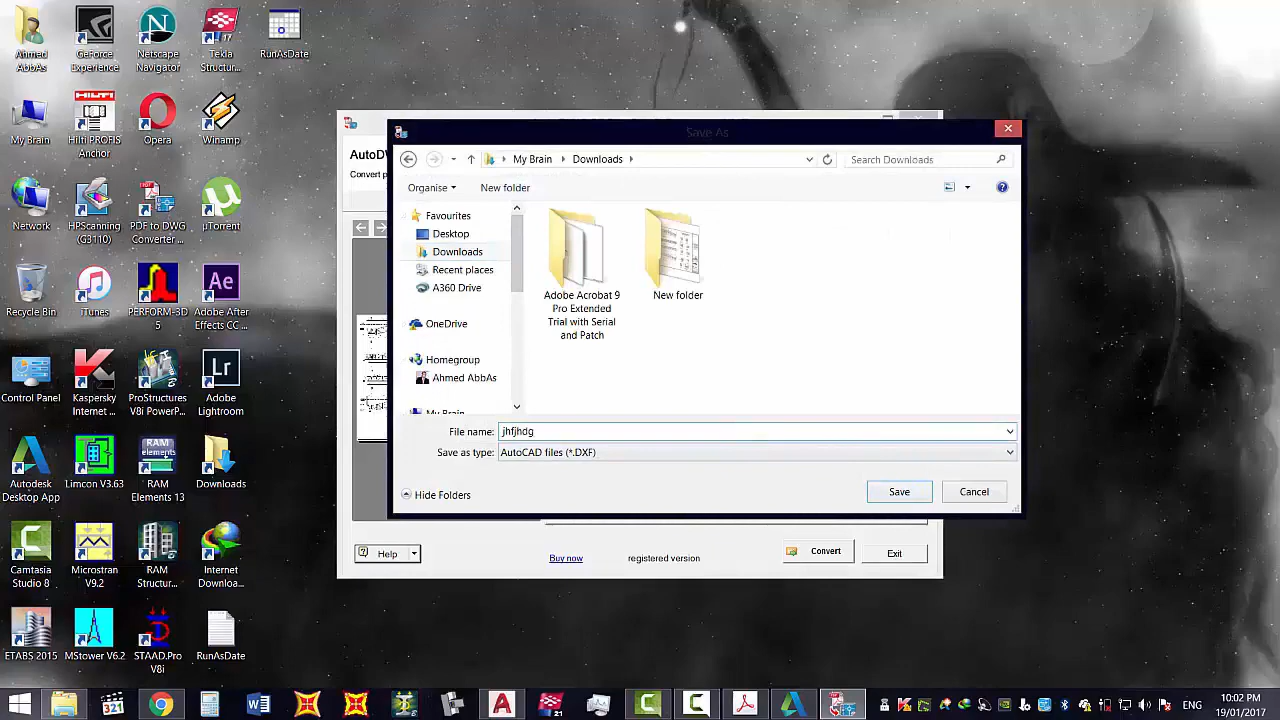 Ahmed AbbAs
GeForce Experience
Netscape Navigator
Tekla Structur...
RunAsDate
My Brain
Hilti PROFIS Anchor
Opera
Winamp
Network
HPScanning (G3110)
PDF to DWG Converter ...
µTorrent
Recycle Bin
iTunes
PERFORM-3D 5
Adobe After Effects CC ...
Control Panel
Kaspersky Internet ...
ProStructures V8i PowerP...
Adobe Lightroom
Autodesk Desktop App
Limcon V3.63
RAM Elements 13
Downloads
Camtasia Studio 8
Microstran V9.2
RAM Structur...
Internet Downloa...
ETABS 2015
MStower V6.2
STAAD.Pro V8i
RunAsDate
AutoDW
Convert p
Save As
My Brain
Downloads
Search Downloads
Organise
New folder
Favourites
Desktop
Downloads
Recent places
A360 Drive
OneDrive
Homegroup
Ahmed AbbAs
My Brain
Adobe Acrobat 9
Pro Extended
Trial with Serial
and Patch
New folder
File name:
jhfjhdg
Save as type:
AutoCAD files (*.DXF)
Hide Folders
Save
Cancel
Help
Buy now
registered version
Convert
Exit
ENG
10:02 PM
19/01/2017